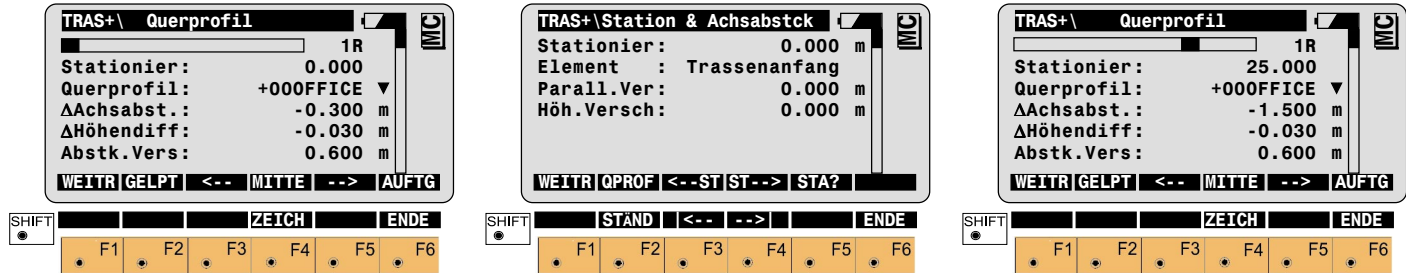 TRAS+\ Querprofil
MC
1R
Stationier: 0.000
Querprofil: +000FFICE ▼
ΔAchsabst.: -0.300 m
ΔHöhendiff: -0.030 m
Abstk.Vers: 0.600 m
WEITR GELPT <-- MITTE --> AUFTG
SHIFT ZEICH ENDE
F1 F2 F3 F4 F5 F6
TRAS+\Station & Achsabstck
MC
Stationier: 0.000 m
Element : Trassenanfang
Parall.Ver: 0.000 m
Höh.Versch: 0.000 m
WEITR QPROF <--ST ST--> STA?
SHIFT STÄND |<-- -->| ENDE
F1 F2 F3 F4 F5 F6
TRAS+\ Querprofil
MC
1R
Stationier: 25.000
Querprofil: +000FFICE ▼
ΔAchsabst.: -1.500 m
ΔHöhendiff: -0.030 m
Abstk.Vers: 0.600 m
WEITR GELPT <-- MITTE --> AUFTG
SHIFT ZEICH ENDE
F1 F2 F3 F4 F5 F6